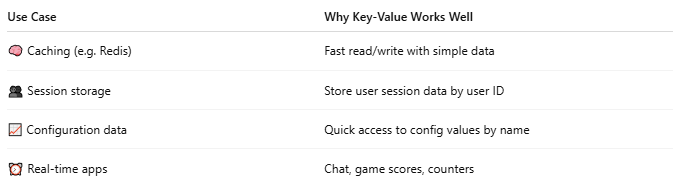 Use Case Why Key-Value Works Well
🧠 Caching (e.g. Redis) Fast read/write with simple data
👥 Session storage Store user session data by user ID
📈 Configuration data Quick access to config values by name
⏰ Real-time apps Chat, game scores, counters